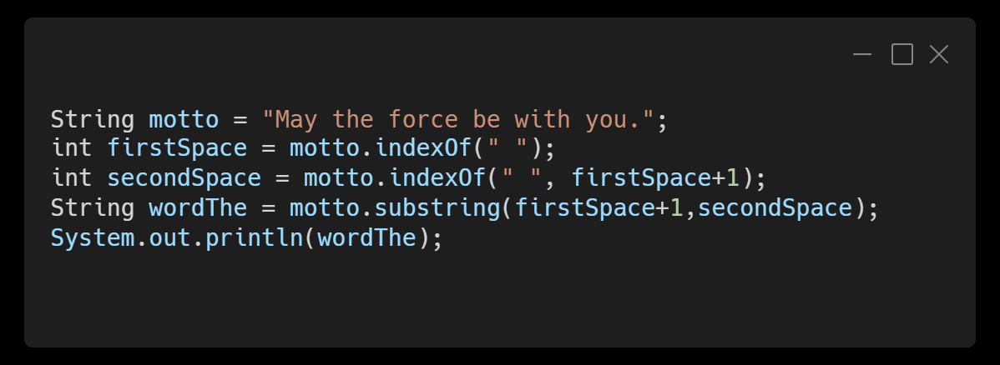 String motto = "May the force be with you.";
int firstSpace = motto.indexOf(" ");
int secondSpace = motto.indexOf(" ", firstSpace+1);
String wordThe = motto.substring(firstSpace+1,secondSpace);
System.out.println(wordThe);